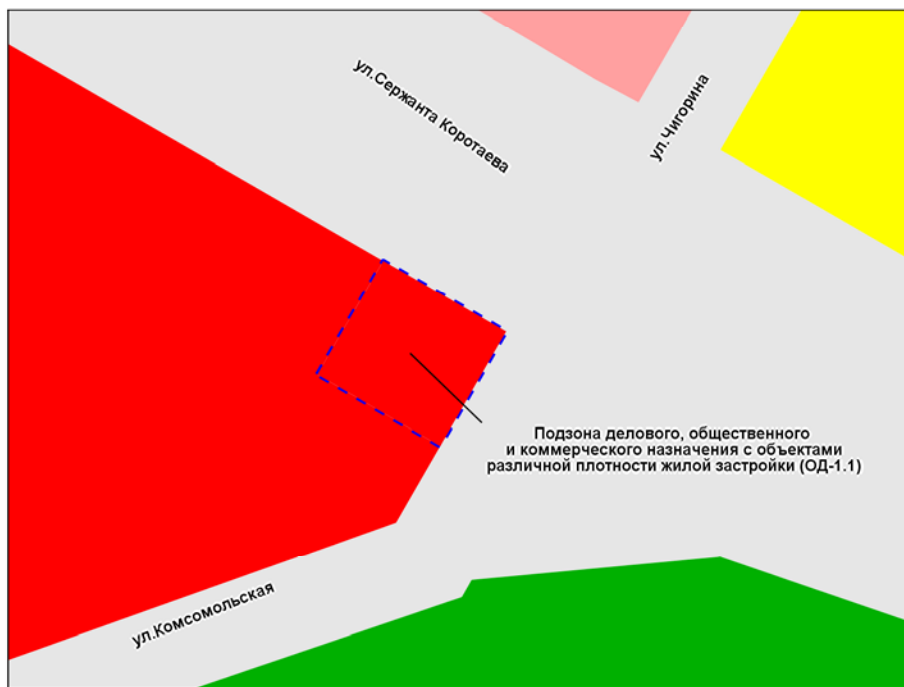 ул.Сержанта Коротаева
ул.Чигорина
Подзона делового, общественного
и коммерческого назначения с объектами
различной плотности жилой застройки (ОД-1.1)
ул.Комсомольская